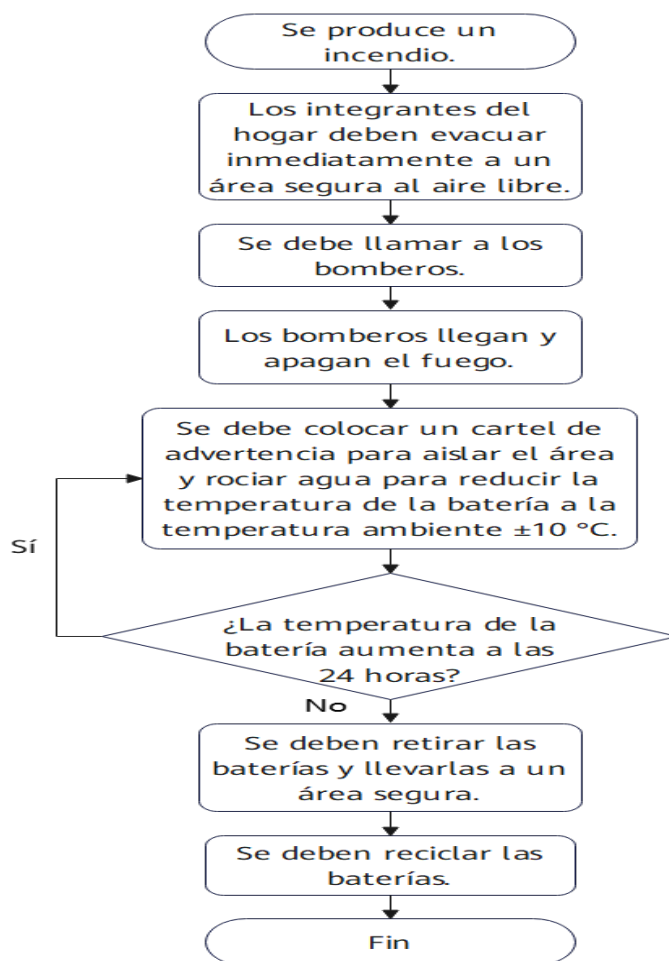 Se produce un
incendio.
Los integrantes del
hogar deben evacuar
inmediatamente a un
área segura al aire libre.
Se debe llamar a los
bomberos.
Los bomberos llegan y
apagan el fuego.
Se debe colocar un cartel de
advertencia para aislar el área
y rociar agua para reducir la
temperatura de la batería a la
temperatura ambiente ±10 °C.
Sí
¿La temperatura de la
batería aumenta a las
24 horas?
No
Se deben retirar las
baterías y llevarlas a un
área segura.
Se deben reciclar las
baterías.
Fin